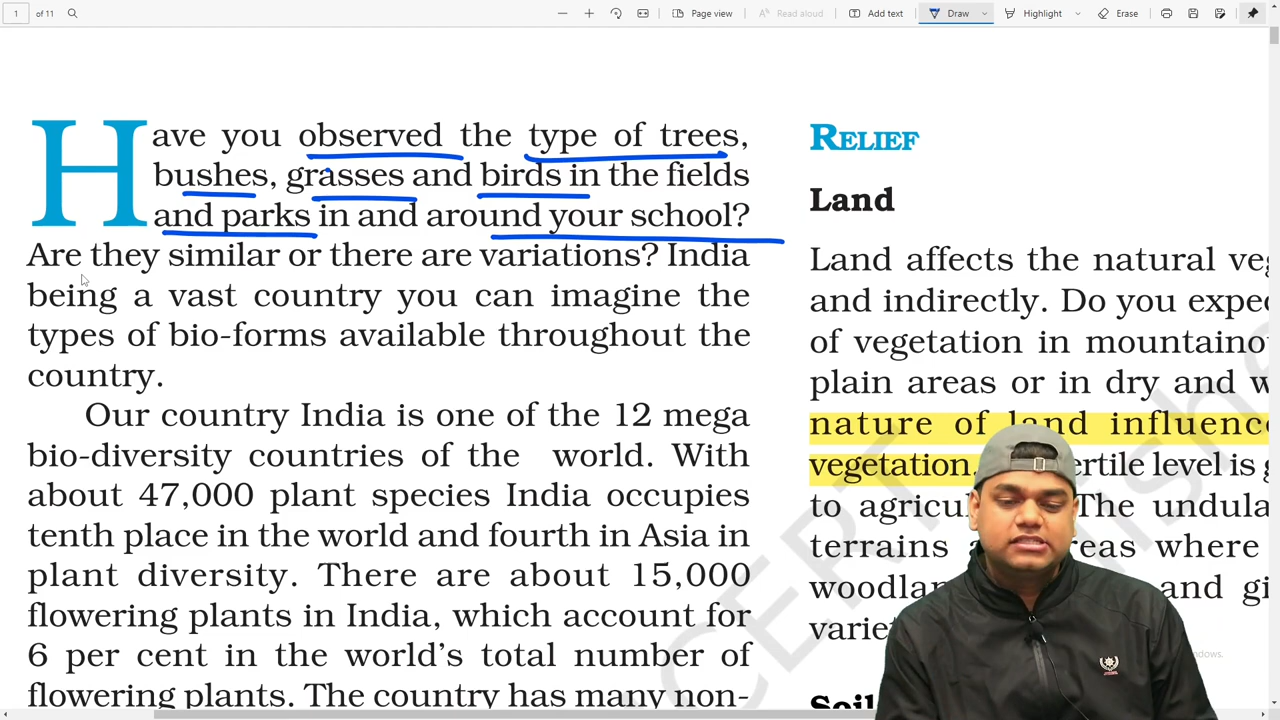 1 of 11 Page view Read aloud Add text Draw Highlight Erase
Have you observed the type of trees,
bushes, grasses and birds in the fields
and parks in and around your school?
Are they similar or there are variations? India
being a vast country you can imagine the
types of bio-forms available throughout the
country.
Our country India is one of the 12 mega
bio-diversity countries of the world. With
about 47,000 plant species India occupies
tenth place in the world and fourth in Asia in
plant diversity. There are about 15,000
flowering plants in India, which account for
6 per cent in the world's total number of
flowering plants. The country has many non-
RELIEF
Land
Land affects the natural veg
and indirectly. Do you expec
of vegetation in mountaino
plain areas or in dry and w
nature of land influenc
vegetation. ertile level is g
to agricu The undula
terrains a reas where
woodlan and gi
variet
Soil